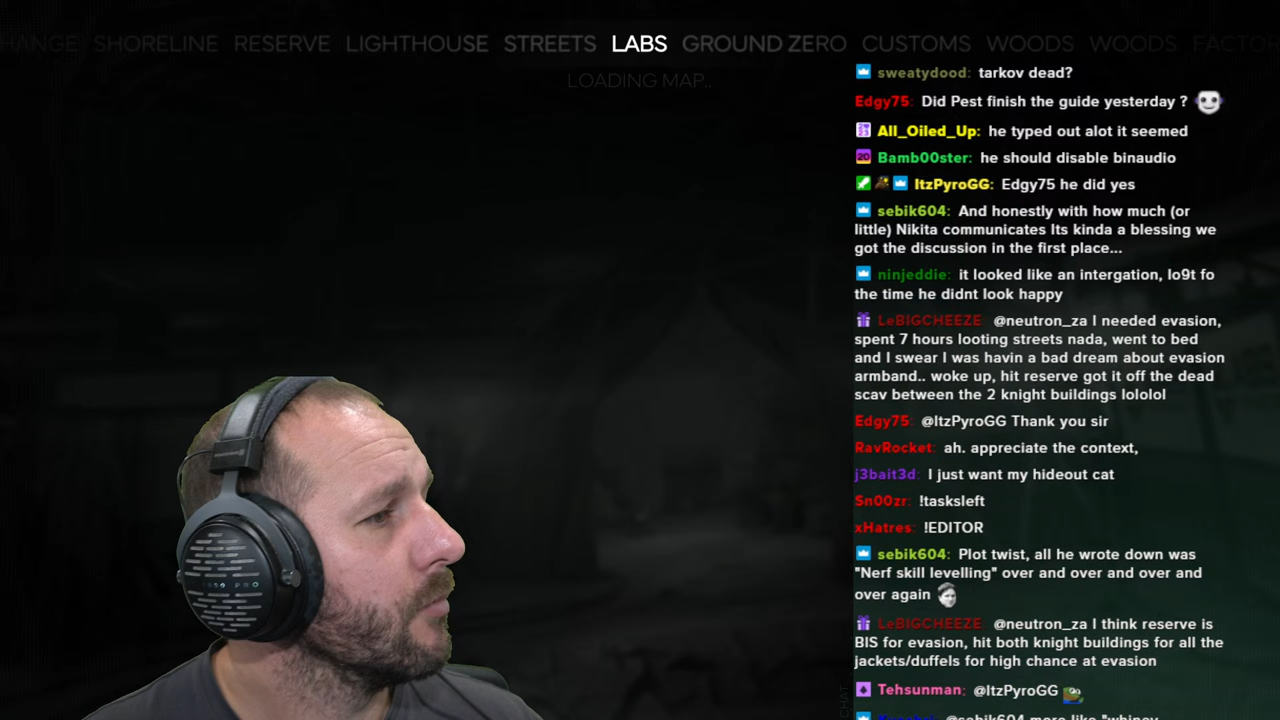 HANGE SHORELINE RESERVE LIGHTHOUSE STREETS LABS GROUND ZERO CUSTOMS WOODS WOODS FACTOR
LOADING MAP..
sweatydood: tarkov dead?
Edgy75: Did Pest finish the guide yesterday ?
All_Oiled_Up: he typed out alot it seemed
20 Bamb00ster: he should disable binaudio
ItzPyroGG: Edgy75 he did yes
sebik604: And honestly with how much (or
little) Nikita communicates Its kinda a blessing we
got the discussion in the first place...
ninjeddie: it looked like an intergation, lo9t fo
the time he didnt look happy
LeBIGCHEEZE: @neutron_za I needed evasion,
spent 7 hours looting streets nada, went to bed
and I swear I was havin a bad dream about evasion
armband.. woke up, hit reserve got it off the dead
scav between the 2 knight buildings lololol
Edgy75: @ItzPyroGG Thank you sir
RavRocket: ah. appreciate the context,
j3bait3d: I just want my hideout cat
Sn00zr: !tasksleft
xHatres: !EDITOR
sebik604: Plot twist, all he wrote down was
"Nerf skill levelling" over and over and over and
over again
LeBIGCHEEZE: @neutron_za I think reserve is
BIS for evasion, hit both knight buildings for all the
jackets/duffels for high chance at evasion
Tehsunman: @ItzPyroGG
@sebik604 more like "whiney
CHAT